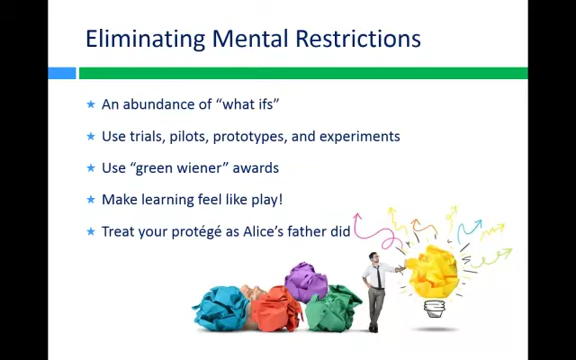 Eliminating Mental Restrictions
An abundance of “what ifs”
Use trials, pilots, prototypes, and experiments
Use “green wiener” awards
Make learning feel like play!
Treat your protégé as Alice’s father did